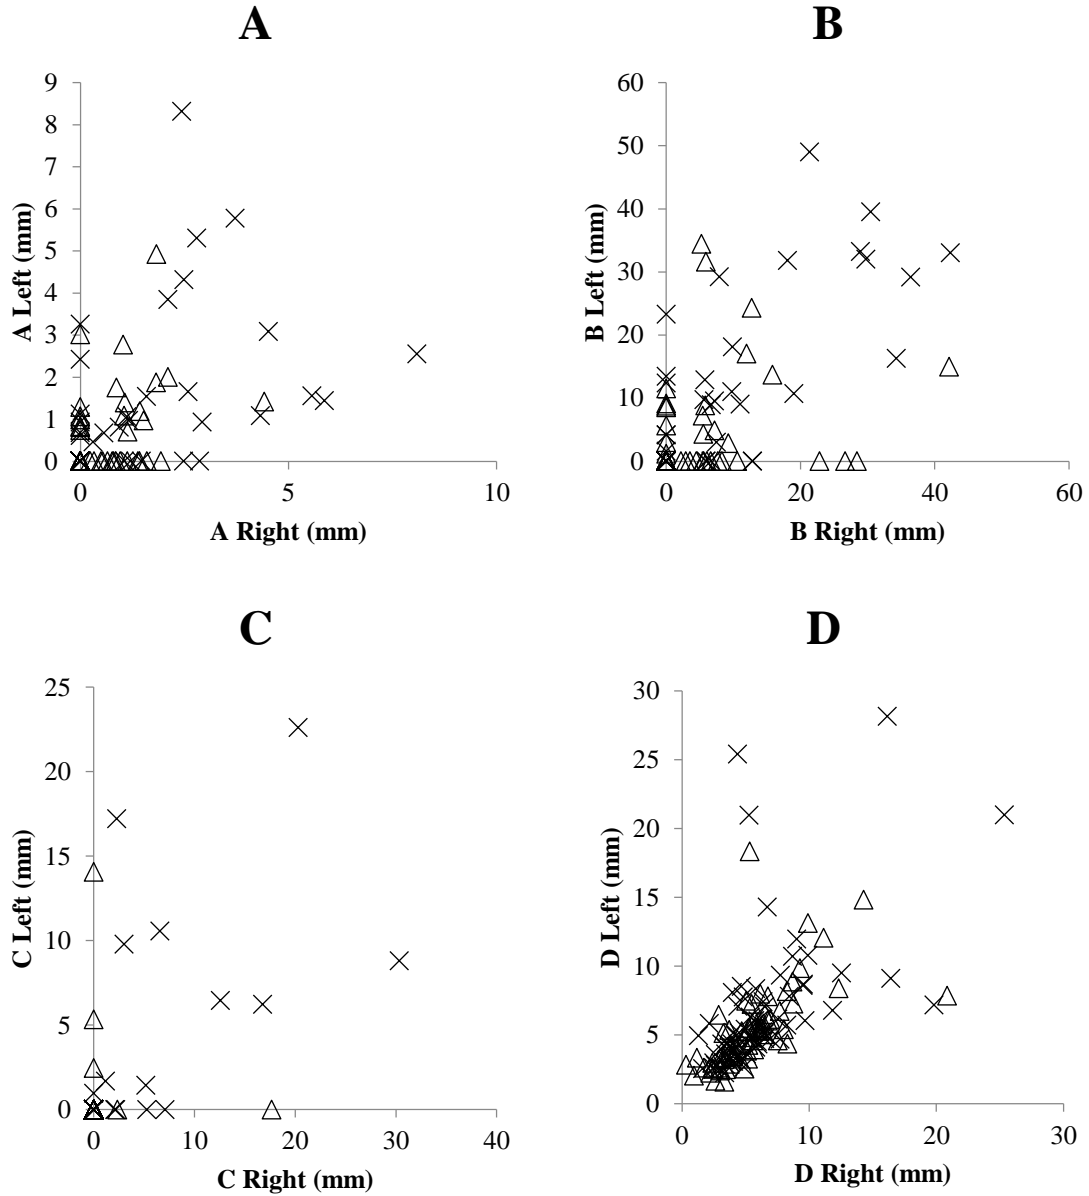 A
9
8
7
6
5
4
3
2
1
0
A Left (mm)
0 5 10
A Right (mm)
B
60
50
40
30
20
10
0
B Left (mm)
0 20 40 60
B Right (mm)
C
25
20
15
10
5
0
C Left (mm)
0 10 20 30 40
C Right (mm)
D
30
25
20
15
10
5
0
D Left (mm)
0 10 20 30
D Right (mm)